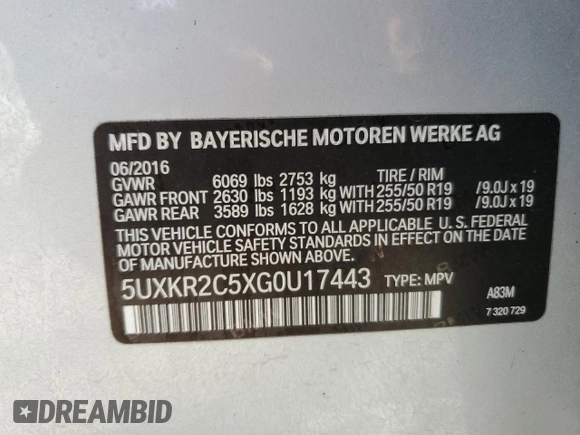 MFD BY BAYERISCHE MOTOREN WERKE AG
06/2016
GVWR 6069 lbs 2753 kg TIRE / RIM
GAWR FRONT 2630 lbs 1193 kg WITH 255/50 R19 /9.0J x 19
GAWR REAR 3589 lbs 1628 kg WITH 255/50 R19 /9.0J x 19
THIS VEHICLE CONFORMS TO ALL APPLICABLE U. S. FEDERAL
MOTOR VEHICLE SAFETY STANDARDS IN EFFECT ON THE DATE
OF MANUFACTURE SHOWN ABOVE.
5UXKR2C5XG0U17443 TYPE: MPV
A83M
7 320 729
DREAMBID